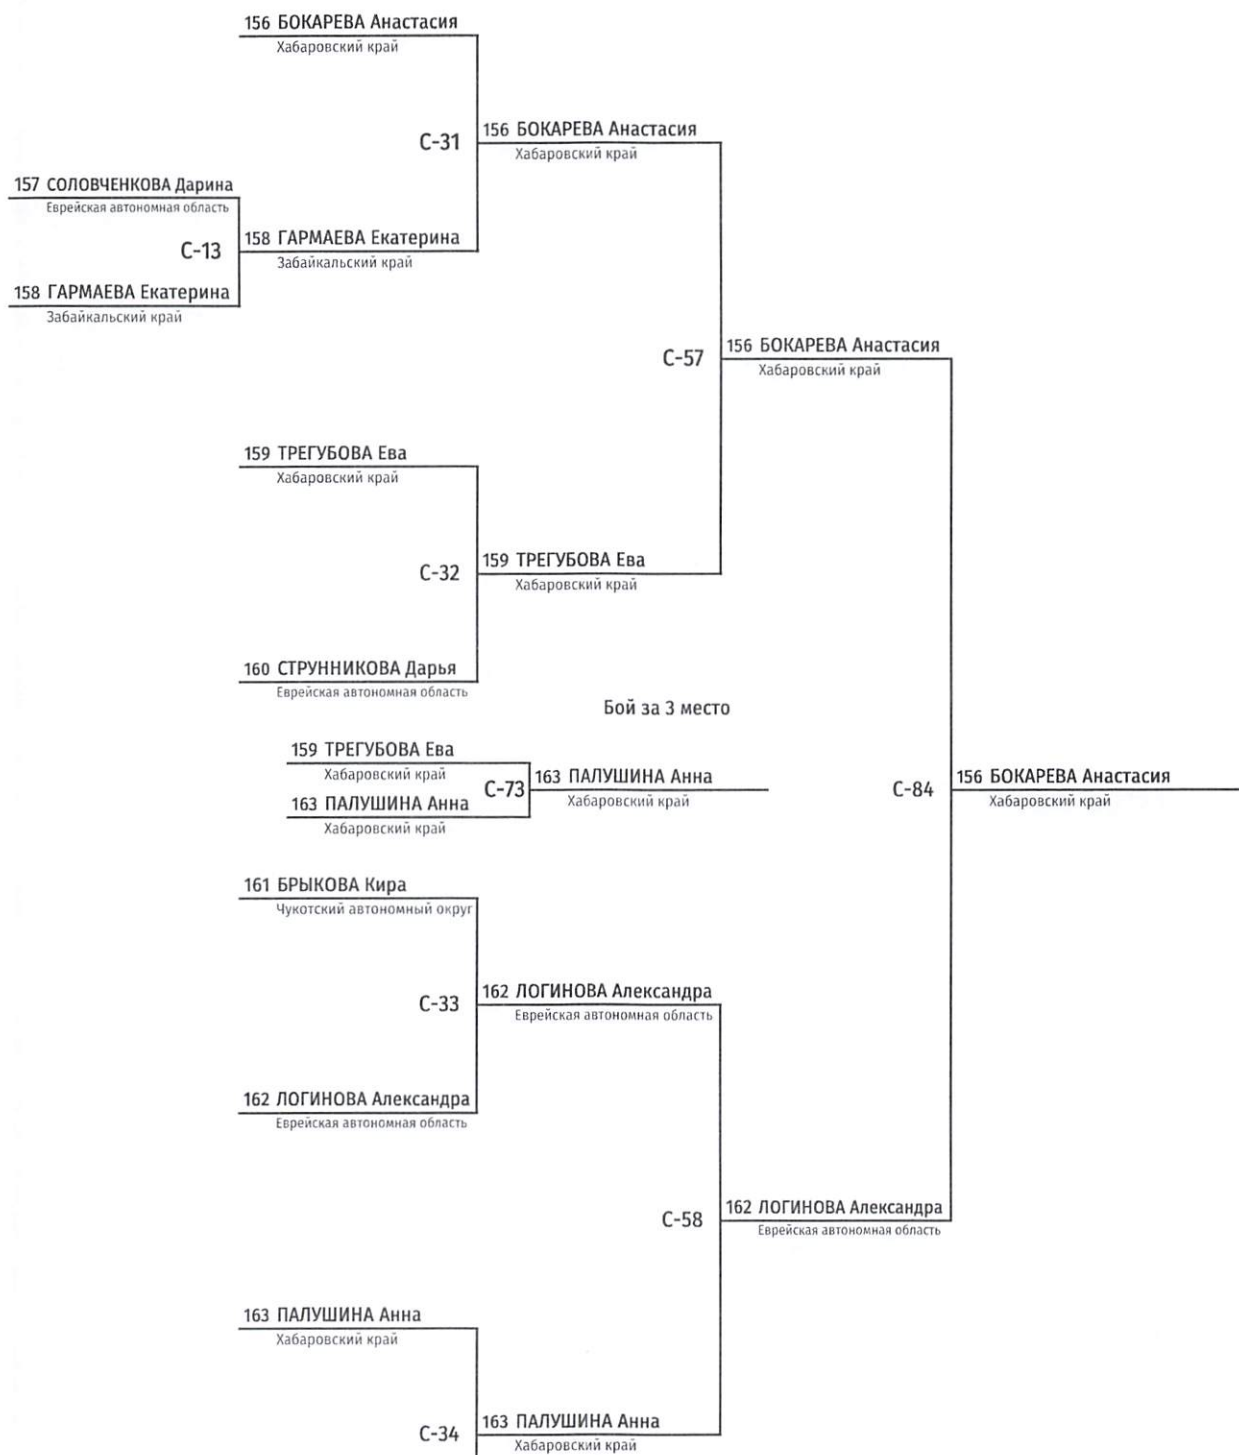 156 БОКАРЕВА Анастасия
Хабаровский край
С-31
156 БОКАРЕВА Анастасия
Хабаровский край
157 СОЛОВЧЕНКОВА Дарина
Еврейская автономная область
С-13
158 ГАРМАЕВА Екатерина
Забайкальский край
158 ГАРМАЕВА Екатерина
Забайкальский край
С-57
156 БОКАРЕВА Анастасия
Хабаровский край
159 ТРЕГУБОВА Ева
Хабаровский край
С-32
159 ТРЕГУБОВА Ева
Хабаровский край
160 СТРУННИКОВА Дарья
Еврейская автономная область
Бой за 3 место
159 ТРЕГУБОВА Ева
Хабаровский край
С-73
163 ПАЛУШИНА Анна
Хабаровский край
163 ПАЛУШИНА Анна
Хабаровский край
С-84
156 БОКАРЕВА Анастасия
Хабаровский край
161 БРЫКОВА Кира
Чукотский автономный округ
С-33
162 ЛОГИНОВА Александра
Еврейская автономная область
162 ЛОГИНОВА Александра
Еврейская автономная область
С-58
162 ЛОГИНОВА Александра
Еврейская автономная область
163 ПАЛУШИНА Анна
Хабаровский край
С-34
163 ПАЛУШИНА Анна
Хабаровский край